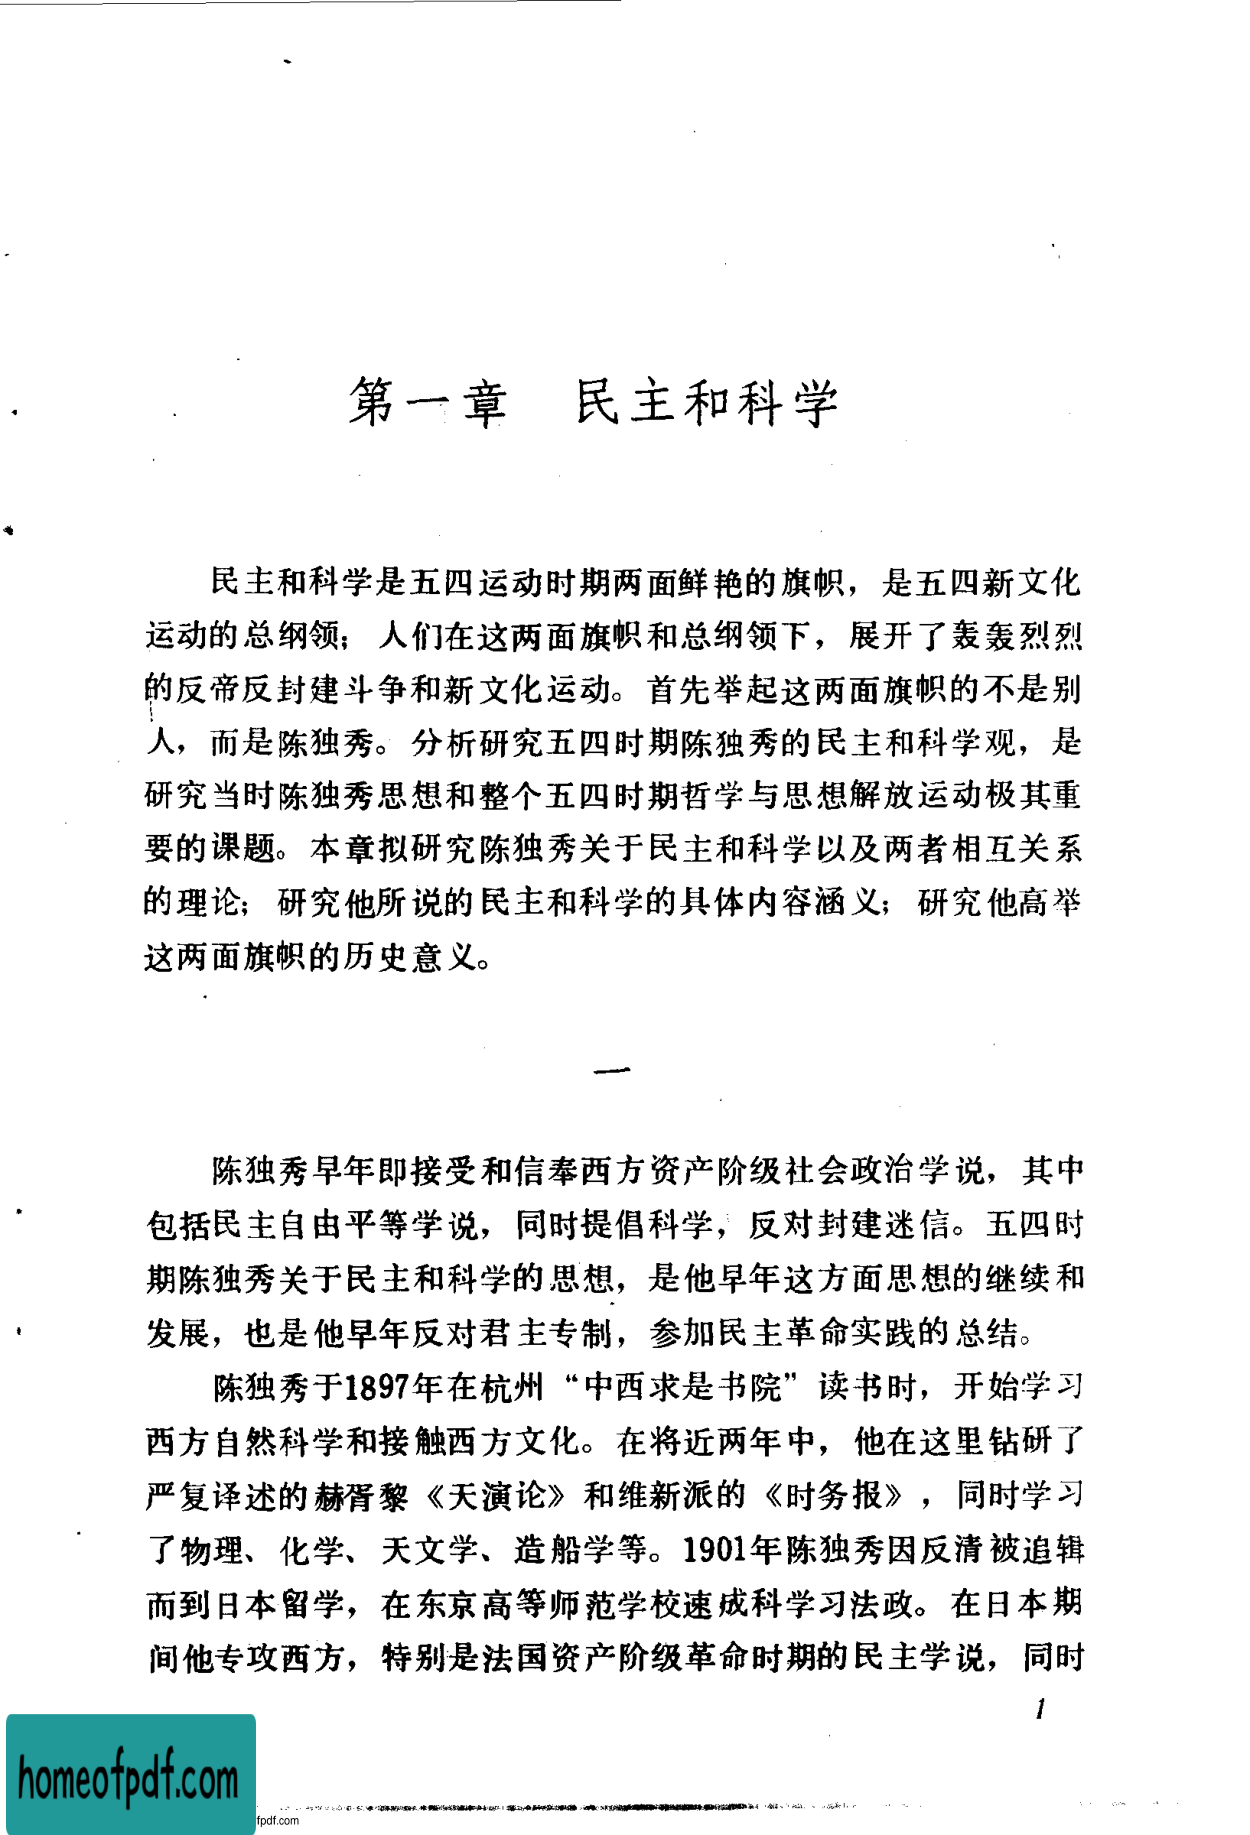 第一章　民主和科学
民主和科学是五四运动时期两面鲜艳的旗帜，是五四新文化
运动的总纲领；人们在这两面旗帜和总纲领下，展开了轰轰烈烈
的反帝反封建斗争和新文化运动。首先举起这两面旗帜的不是别
人，而是陈独秀。分析研究五四时期陈独秀的民主和科学观，是
研究当时陈独秀思想和整个五四时期哲学与思想解放运动极其重
要的课题。本章拟研究陈独秀关于民主和科学以及两者相互关系
的理论；研究他所说的民主和科学的具体内容涵义；研究他高举
这两面旗帜的历史意义。
一
陈独秀早年即接受和信奉西方资产阶级社会政治学说，其中
包括民主自由平等学说，同时提倡科学，反对封建迷信。五四时
期陈独秀关于民主和科学的思想，是他早年这方面思想的继续和
发展，也是他早年反对君主专制，参加民主革命实践的总结。
陈独秀于1897年在杭州“中西求是书院”读书时，开始学习
西方自然科学和接触西方文化。在将近两年中，他在这里钻研了
严复译述的赫胥黎《天演论》和维新派的《时务报》，同时学习
了物理、化学、天文学、造船学等。1901年陈独秀因反清被追辑
而到日本留学，在东京高等师范学校速成科学习法政。在日本期
间他专攻西方，特别是法国资产阶级革命时期的民主学说，同时
1
homeofpdf.com
fpdf.com